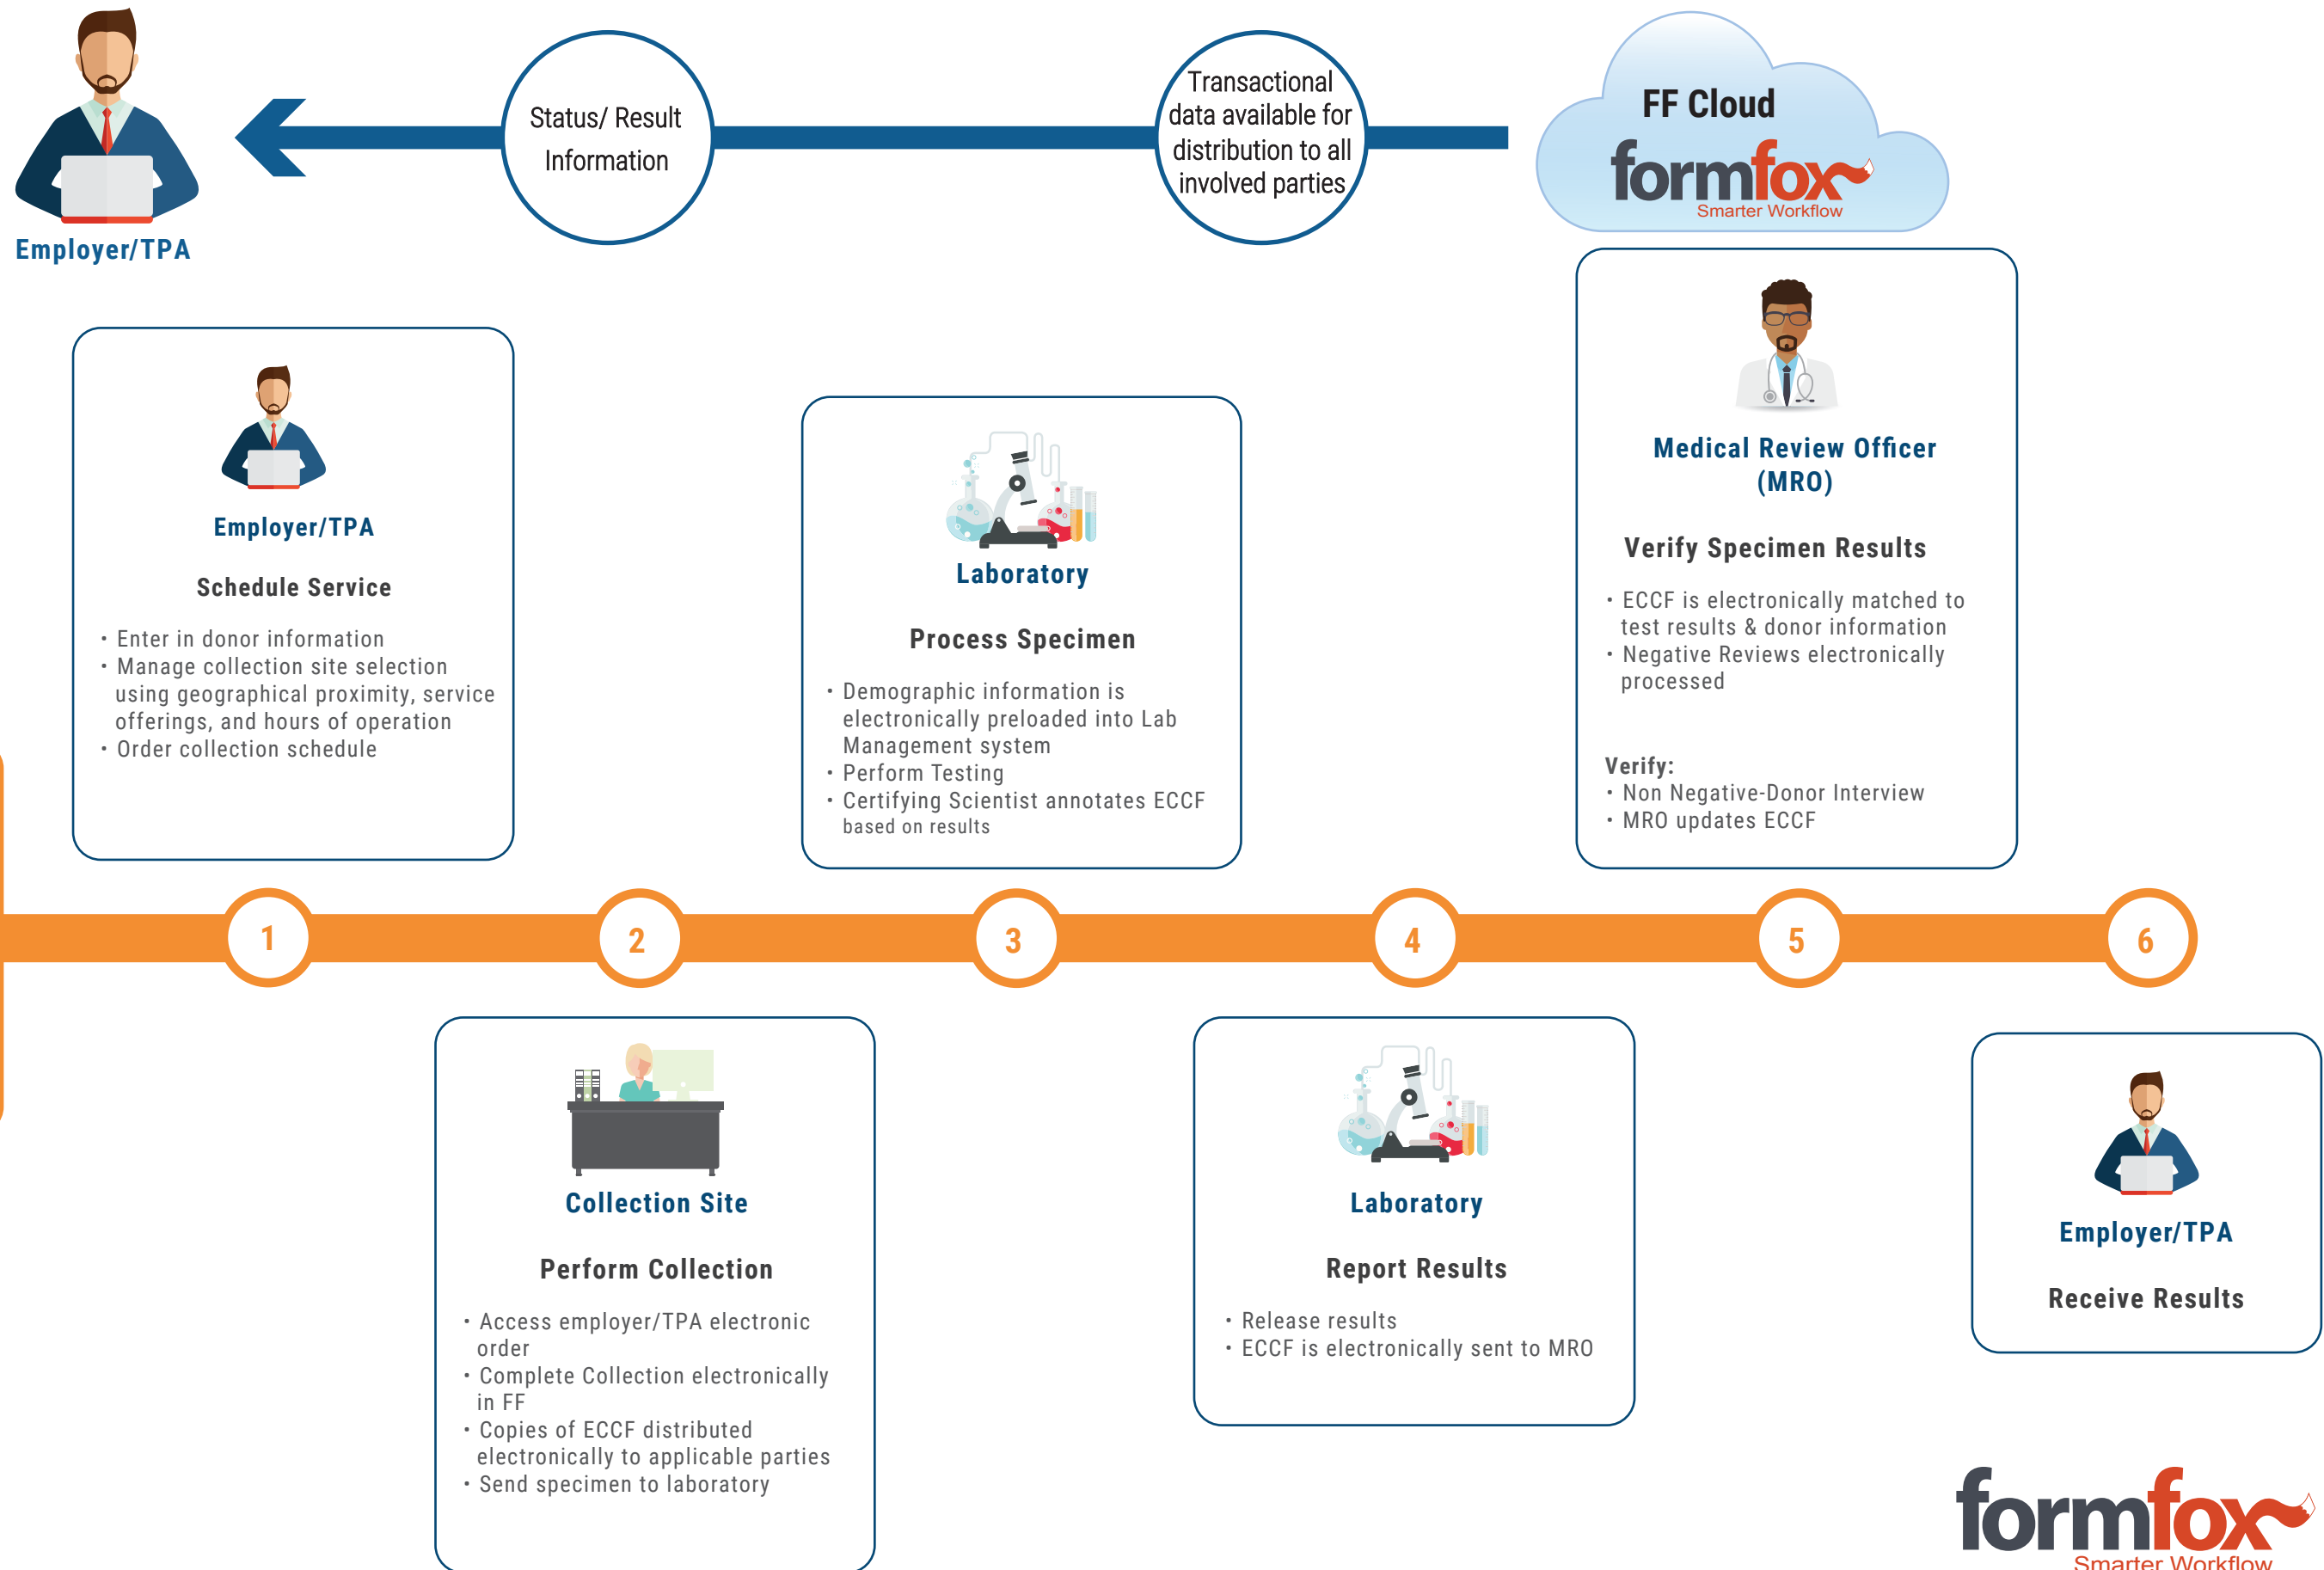 Employer/TPA
Status/ Result
Information
Transactional
data available for
distribution to all
involved parties
FF Cloud
formfox
Smarter Workflow
Employer/TPA
Schedule Service
• Enter in donor information
• Manage collection site selection
using geographical proximity, service
offerings, and hours of operation
• Order collection schedule
Laboratory
Process Specimen
• Demographic information is
electronically preloaded into Lab
Management system
• Perform Testing
• Certifying Scientist annotates ECCF
based on results
Medical Review Officer
(MRO)
Verify Specimen Results
• ECCF is electronically matched to
test results & donor information
• Negative Reviews electronically
processed
Verify:
• Non Negative-Donor Interview
• MRO updates ECCF
1
2
3
4
5
6
Collection Site
Perform Collection
• Access employer/TPA electronic
order
• Complete Collection electronically
in FF
• Copies of ECCF distributed
electronically to applicable parties
• Send specimen to laboratory
Laboratory
Report Results
• Release results
• ECCF is electronically sent to MRO
Employer/TPA
Receive Results
formfox
Smarter Workflow